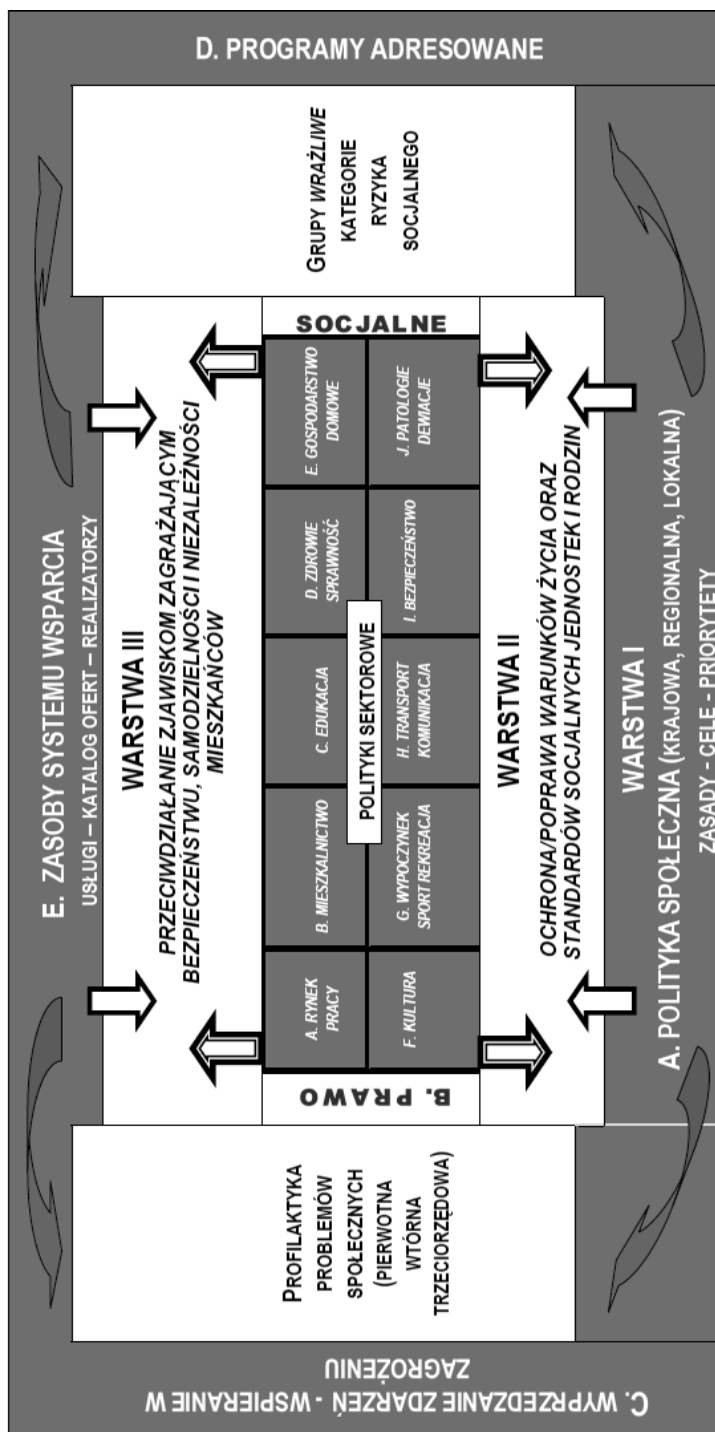 D. PROGRAMY ADRESOWANE
GRUPY WRAŻLIWE
KATEGORIE
RYZYKA
SOCJALNEGO
E. ZASOBY SYSTEMU WSPARCIA
USŁUGI – KATALOG OFERT – REALIZATORZY
WARSTWA III
PRZECIWDZIAŁANIE ZJAWISKOM ZAGRAŻAJĄCYM
BEZPIECZEŃSTWU, SAMODZIELNOŚCI I NIEZALEŻNOŚCI
MIESZKAŃCÓW
B. PRAWO
SOCJALNE
A. RYNEK
PRACY
B. MIESZKALNICTWO
C. EDUKACJA
D. ZDROWIE
SPRAWNOŚĆ
E. GOSPODARSTWO
DOMOWE
POLITYKI SEKTOROWE
F. KULTURA
G. WYPOCZYNEK
SPORT REKREACJA
H. TRANSPORT
KOMUNIKACJA
I. BEZPIECZEŃSTWO
J. PATOLOGIE
DEWIACJE
WARSTWA II
OCHRONA/POPRAWA WARUNKÓW ŻYCIA ORAZ
STANDARDÓW SOCJALNYCH JEDNOSTEK I RODZIN
WARSTWA I
A. POLITYKA SPOŁECZNA (KRAJOWA, REGIONALNA, LOKALNA)
ZASADY - CELE - PRIORYTETY
PROFILAKTYKA
PROBLEMÓW
SPOŁECZNYCH
(PIERWOTNA
WTÓRNA
TRZECIORZĘDOWA)
C. WYPRZEDZANIE ZDARZEŃ - WSPIERANIE W
ZAGROŻENIU